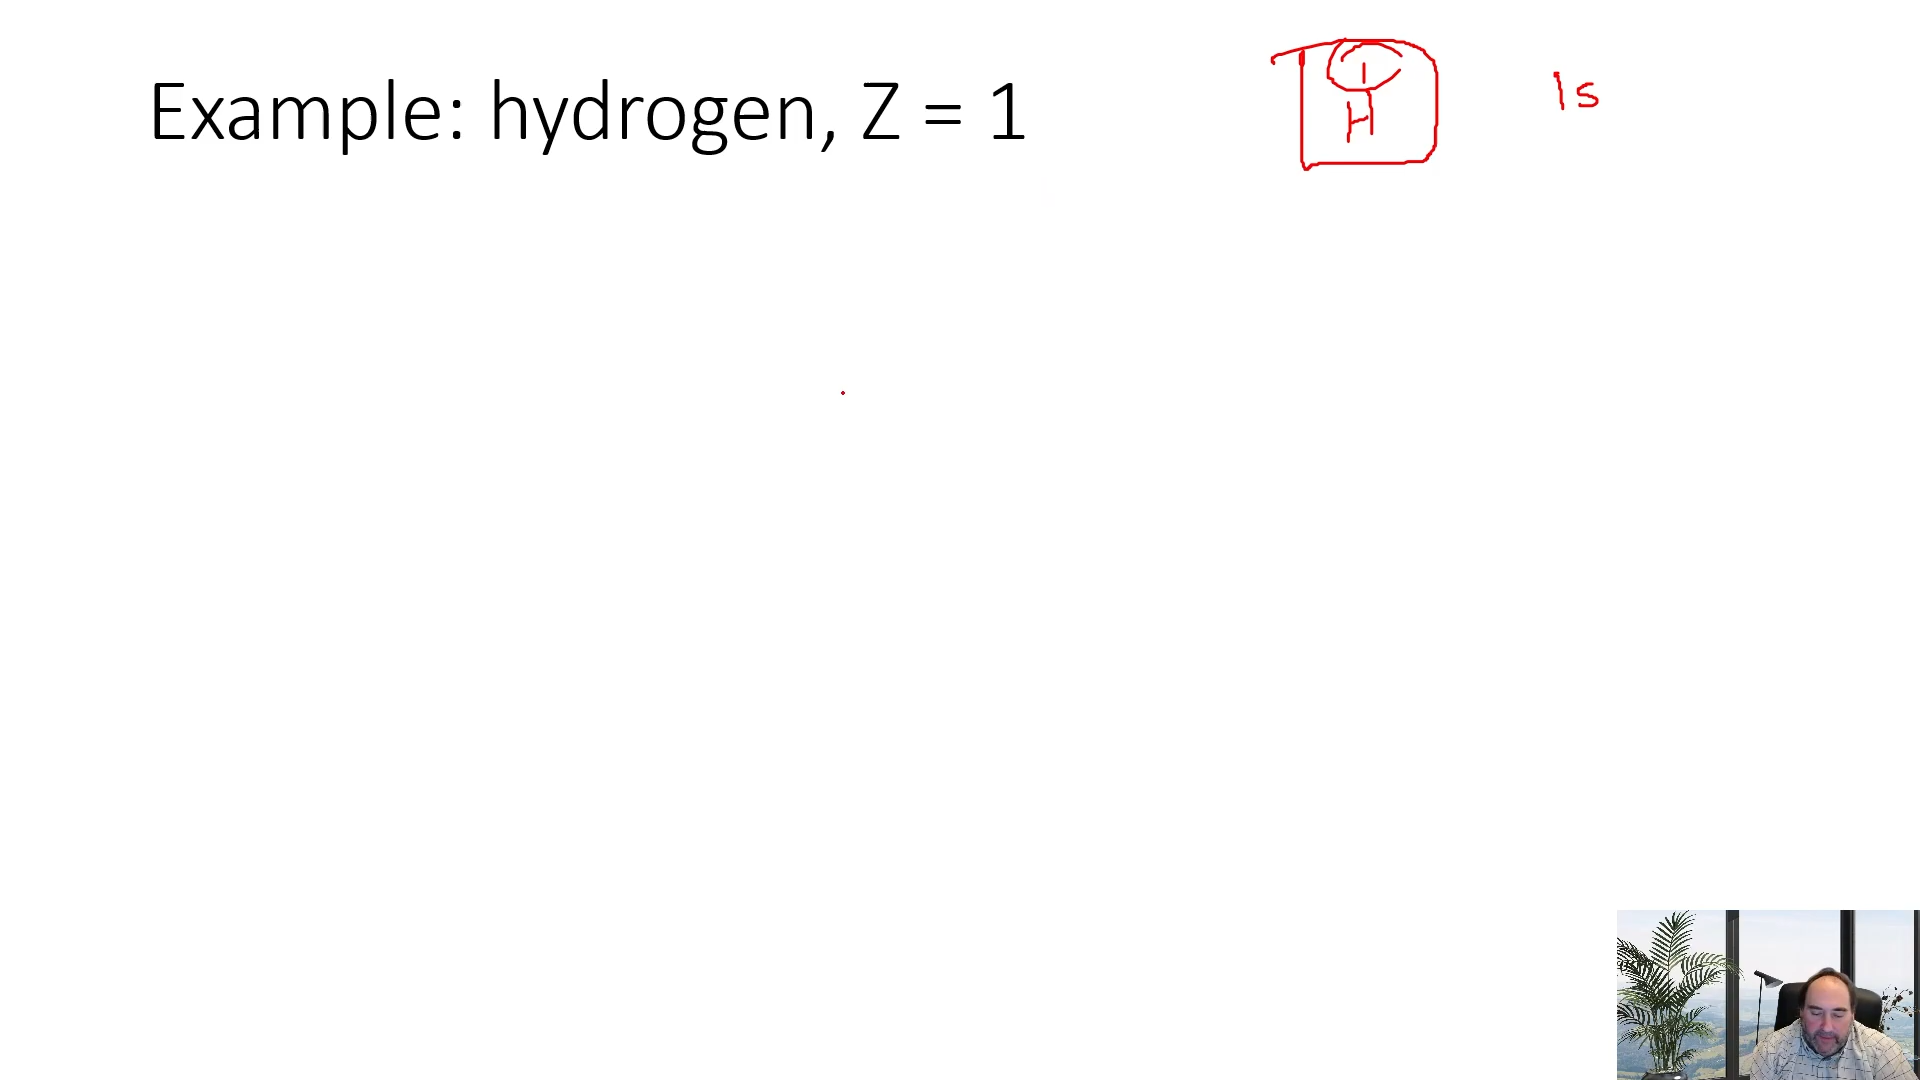 Example: hydrogen, Z = 1
1
H
1s